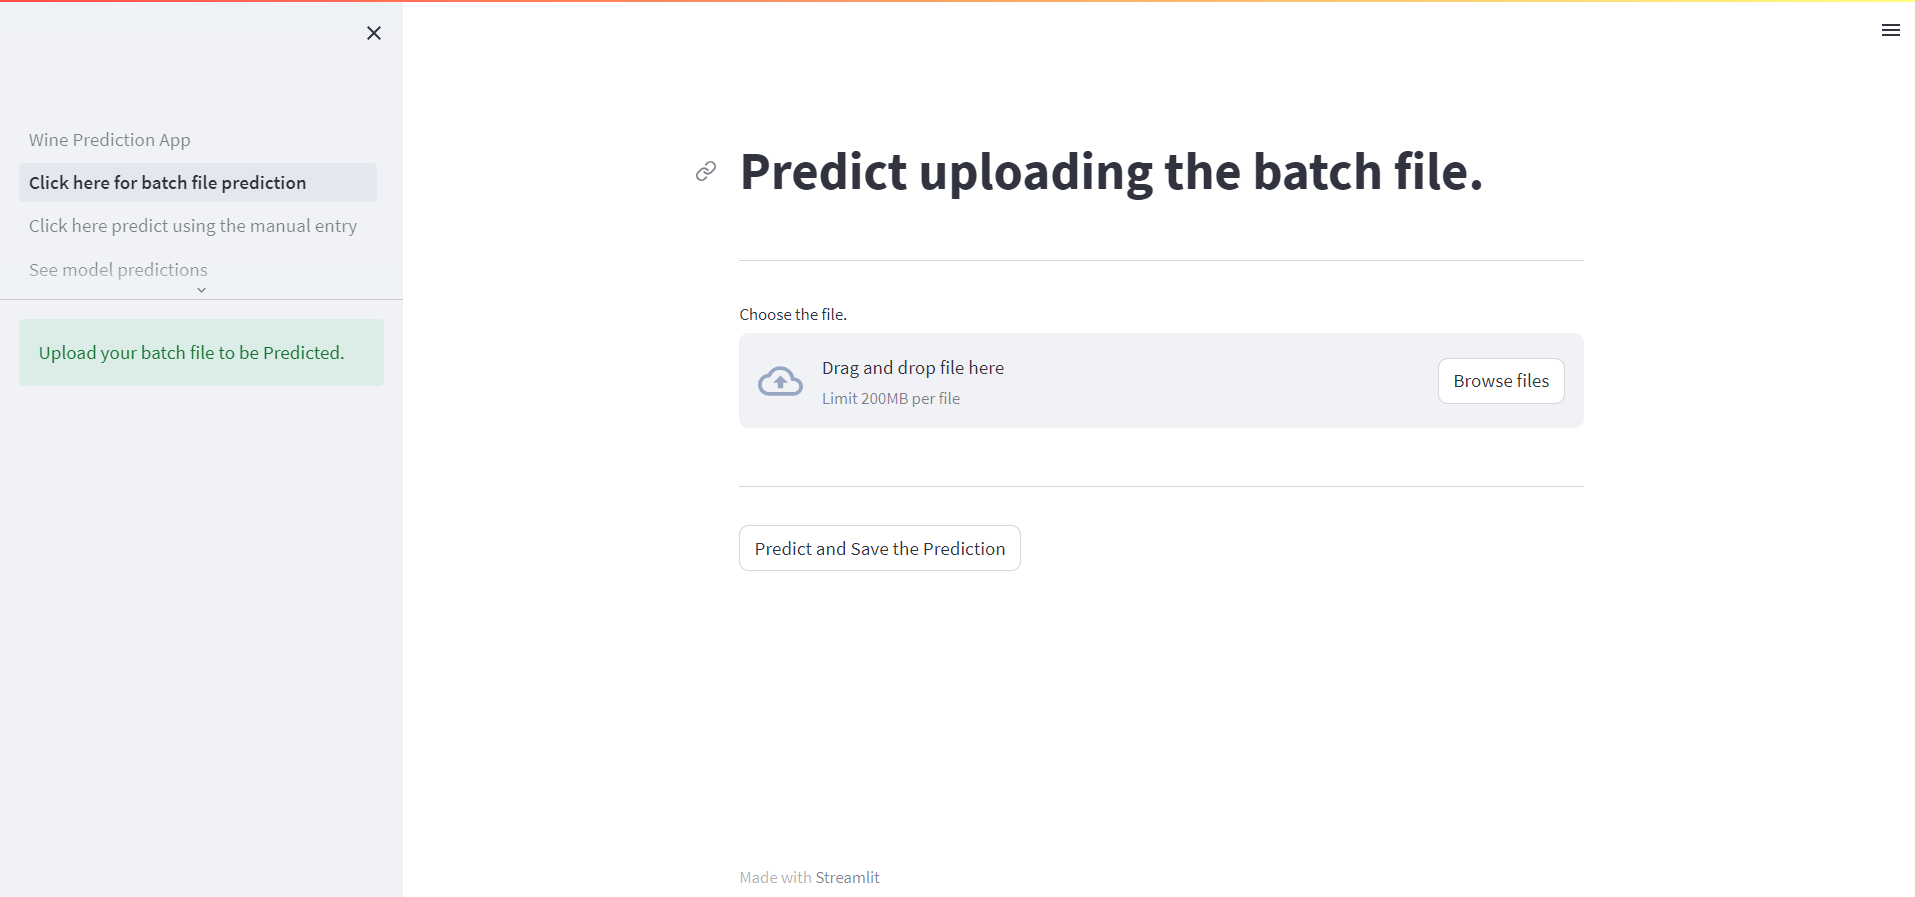 Wine Prediction App
Click here for batch file prediction
Click here predict using the manual entry
See model predictions
Upload your batch file to be Predicted.
Predict uploading the batch file.
Choose the file.
Drag and drop file here
Limit 200MB per file
Browse files
Predict and Save the Prediction
Made with Streamlit